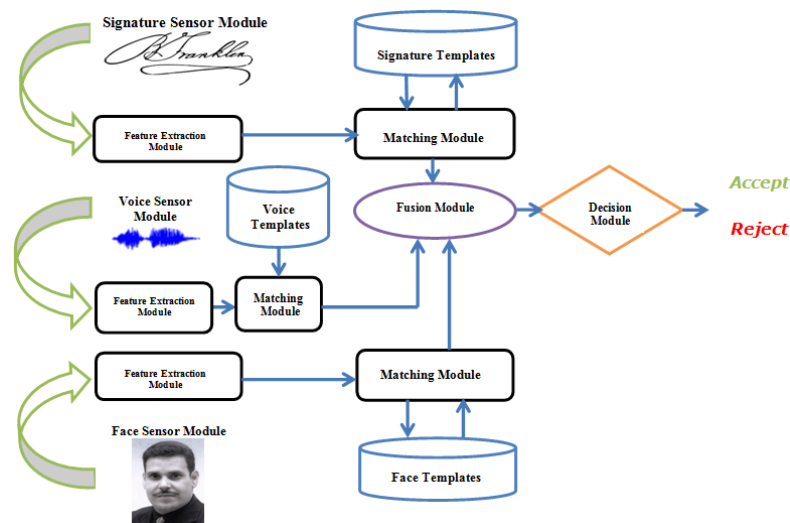 Signature Sensor Module
B. Franklin
Signature Templates
Feature Extraction
Module
Matching Module
Voice Sensor
Module
Voice
Templates
Fusion Module
Decision
Module
Accept
Reject
Feature Extraction
Module
Matching
Module
Feature Extraction
Module
Matching Module
Face Sensor Module
Face Templates